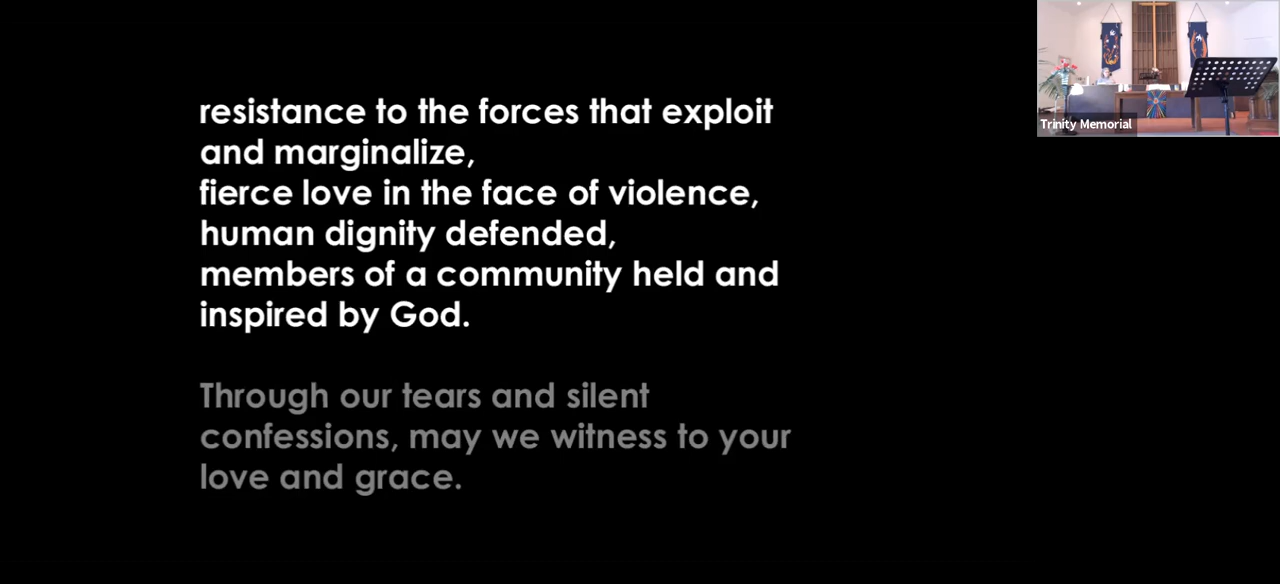 resistance to the forces that exploit
and marginalize,
fierce love in the face of violence,
human dignity defended,
members of a community held and
inspired by God.
Through our tears and silent
confessions, may we witness to your
love and grace.
Trinity Memorial